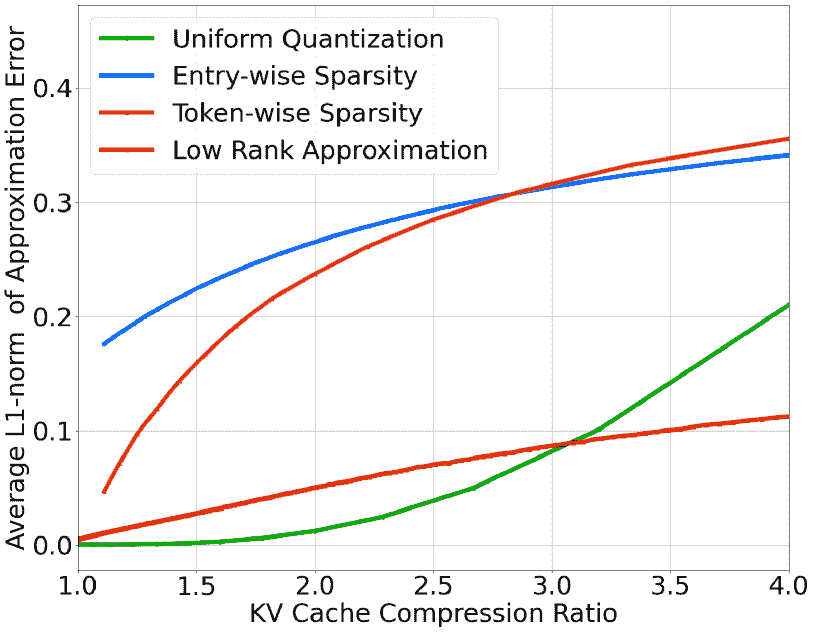 Uniform Quantization
Entry-wise Sparsity
Token-wise Sparsity
Low Rank Approximation
Average L1-norm of Approximation Error
0.4
0.3
0.2
0.1
0.0
1.0 1.5 2.0 2.5 3.0 3.5 4.0
KV Cache Compression Ratio